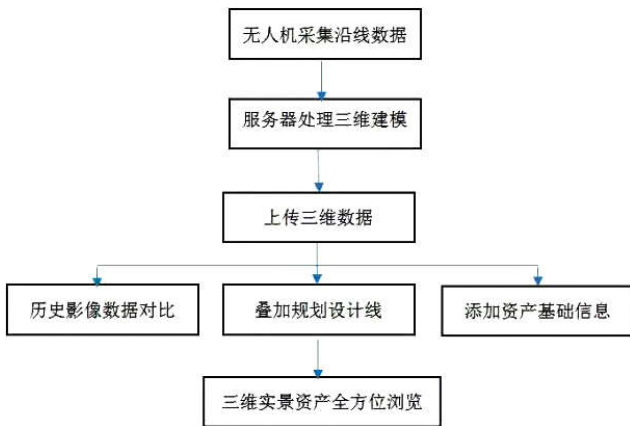 无人机采集沿线数据
服务器处理三维建模
上传三维数据
历史影像数据对比
叠加规划设计线
添加资产基础信息
三维实景资产全方位浏览